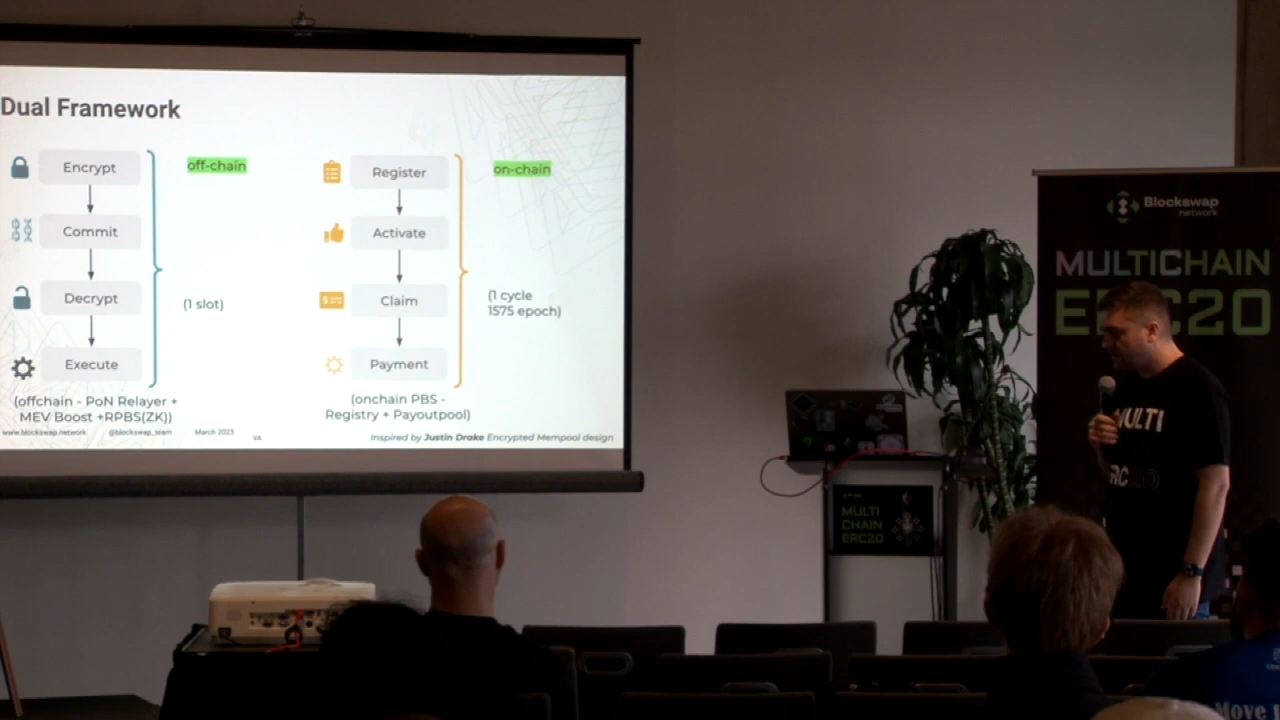 Dual Framework
Encrypt
Commit
Decrypt
Execute
off-chain
(1 slot)
(offchain - PoN Relayer +
MEV Boost +RPBS(ZK))
Register
Activate
Claim
Payment
on-chain
(1 cycle
1575 epoch)
(onchain PBS -
Registry + Payoutpool)
www.blockswap.network @blockswap_team March 2023
VA
Inspired by Justin Drake Encrypted Mempool design
Blockswap
network
MULTICHAIN
ERC20
MULTI
CHAIN
ERC20
MULTI
ERC20
Move